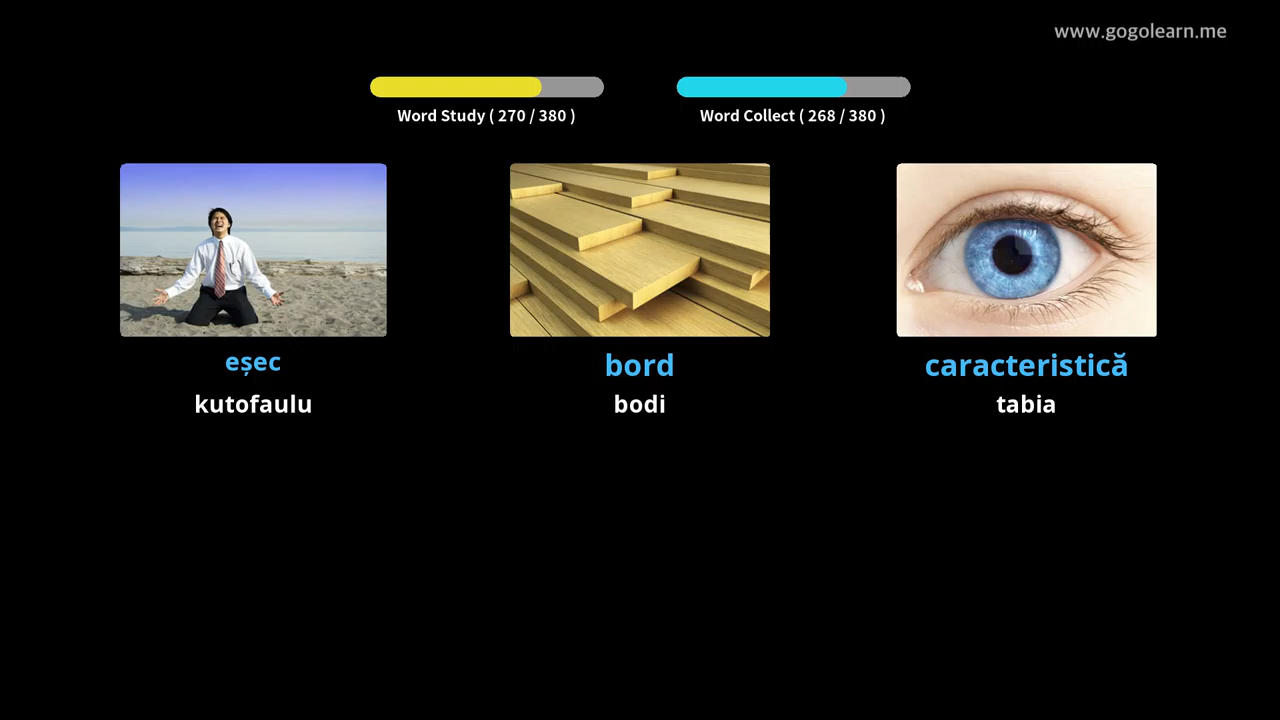 www.gogolearn.me
Word Study ( 270 / 380 )
Word Collect ( 268 / 380 )
eșec
bord
caracteristică
kutofaulu
bodi
tabia